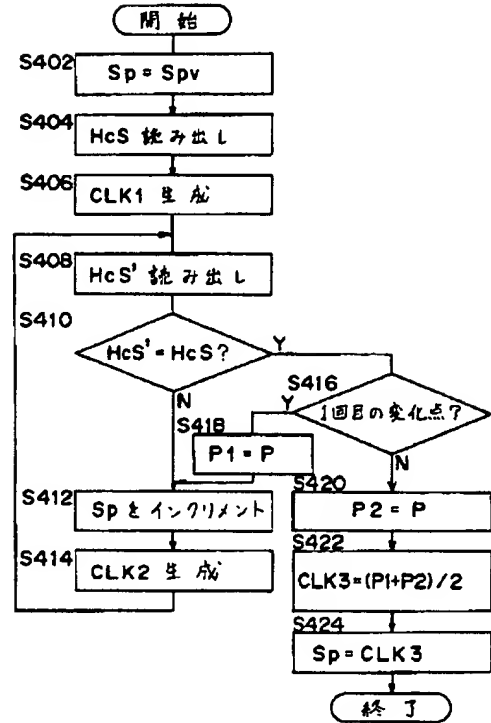 開始
S402
Sp = Spv
S404
HcS 読み出し
S406
CLK1 生成
S408
HcS' 読み出し
S410
HcS' = HcS?
Y
N
S416
1回目の変化点?
Y
N
S418
P1 = P
S412
Sp をインクリメント
S414
CLK2 生成
S420
P2 = P
S422
CLK3=(P1+P2)/2
S424
Sp = CLK3
終了